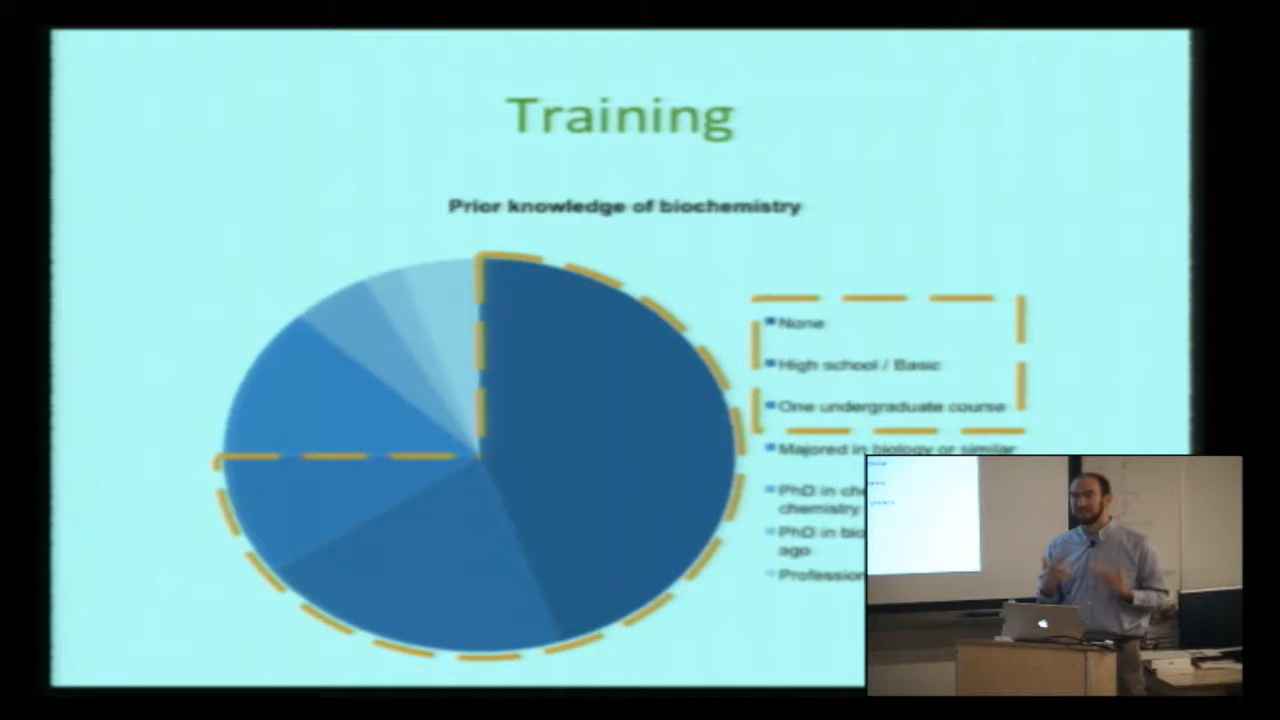 Training
Prior knowledge of biochemistry
None
High school / Basic
One undergraduate course
Majored in biology or similar
PhD in
chemistry
PhD in
ago